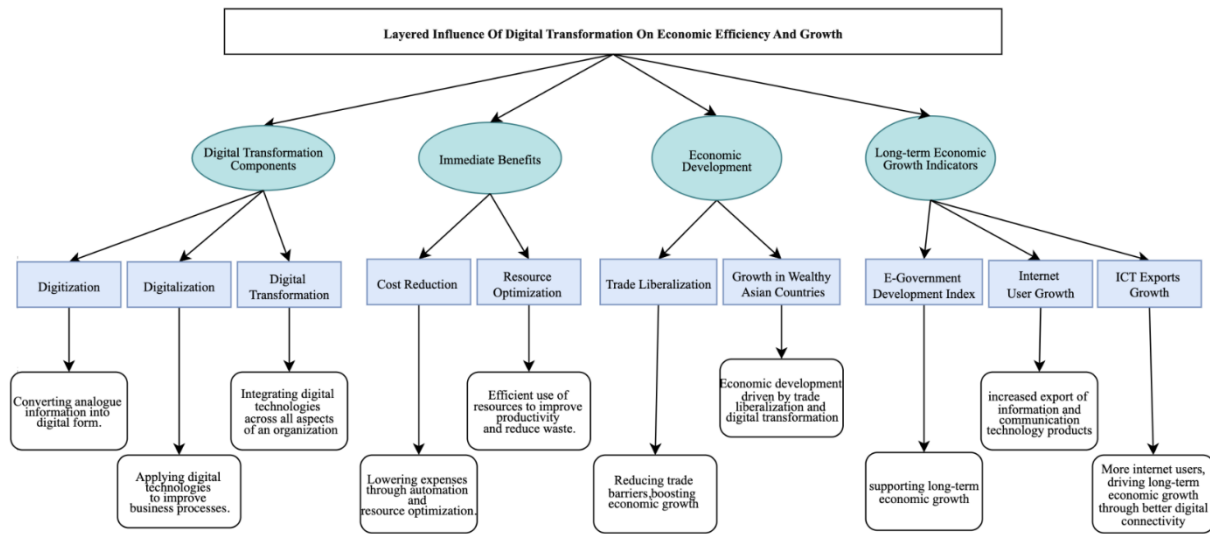 Layered Influence Of Digital Transformation On Economic Efficiency And Growth
Digital Transformation
Components
Immediate Benefits
Economic
Development
Long-term Economic
Growth Indicators
Digitization
Digitalization
Digital
Transformation
Cost Reduction
Resource
Optimization
Trade Liberalization
Growth in Wealthy
Asian Countries
E-Government
Development Index
Internet
User Growth
ICT Exports
Growth
Converting analogue
information into
digital form.
Applying digital
technologies
to improve
business processes.
Integrating digital
technologies
across all aspects
of an organization
Lowering expenses
through automation
and
resource optimization.
Efficient use of
resources to improve
productivity
and reduce waste.
Reducing trade
barriers,boosting
economic growth
Economic development
driven by trade
liberalization and
digital transformation
supporting long-term
economic growth
increased export of
information and
communication
technology products
More internet users,
driving long-term
economic growth
through better digital
connectivity